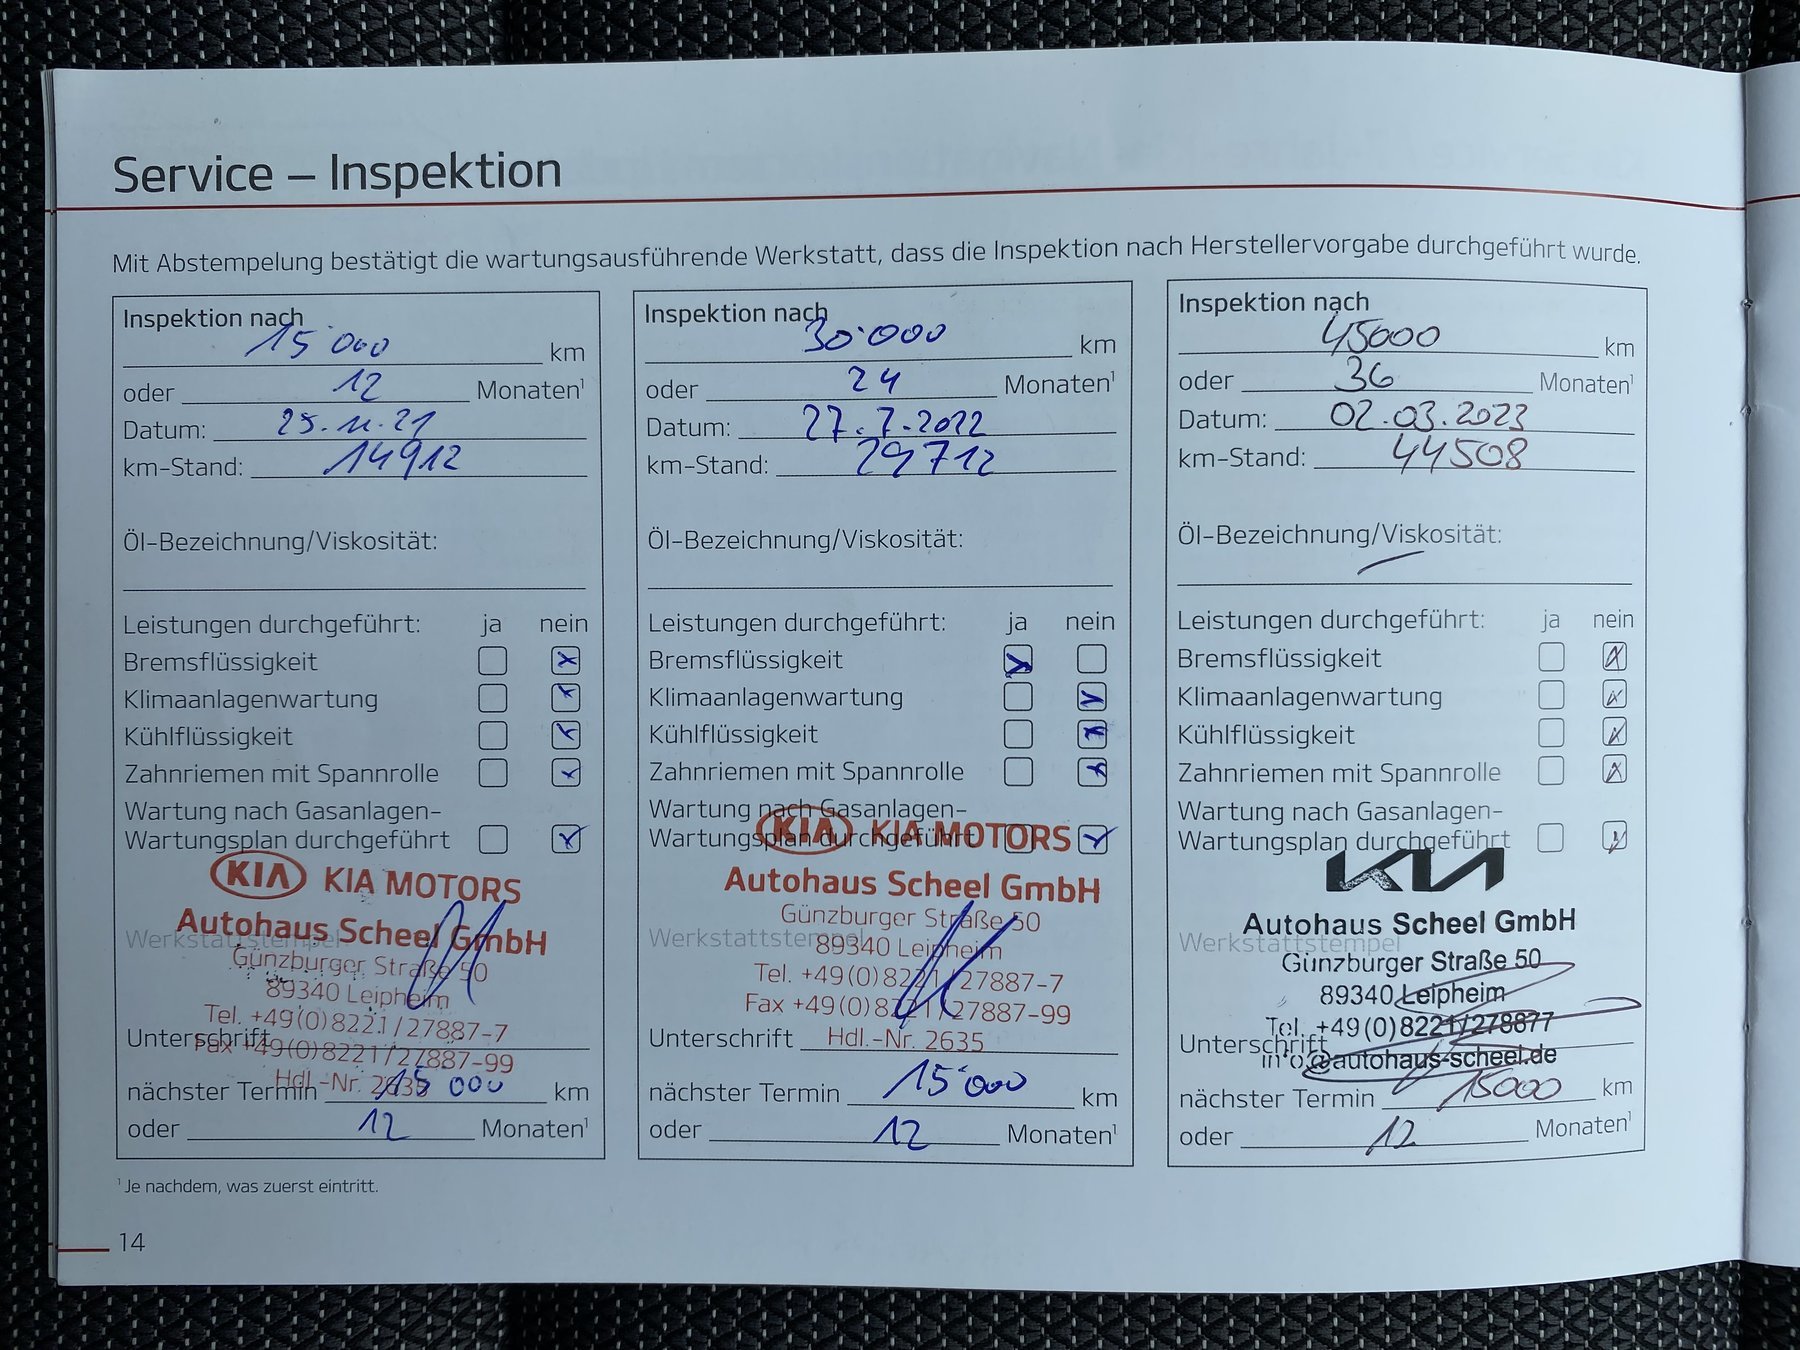 Service – Inspektion
Mit Abstempelung bestätigt die wartungsausführende Werkstatt, dass die Inspektion nach Herstellervorgabe durchgeführt wurde.
Inspektion nach
15'000 km
oder 12 Monaten¹
Datum: 25.11.21
km-Stand: 14912
Öl-Bezeichnung/Viskosität:
Leistungen durchgeführt: ja nein
Bremsflüssigkeit
Klimaanlagenwartung
Kühlflüssigkeit
Zahnriemen mit Spannrolle
Wartung nach Gasanlagen-
Wartungsplan durchgeführt
KIA KIA MOTORS
Autohaus Scheel GmbH
Werkstattstempel
Günzburger Straße 50
89340 Leipheim
Tel. +49(0)8221/27887-7
Unterschrift
Fax +49(0)8221/27887-99
Hdl.-Nr. 2635
nächster Termin 15'000 km
oder 12 Monaten¹
Inspektion nach
30'000 km
oder 24 Monaten¹
Datum: 27.7.2022
km-Stand: 29712
Öl-Bezeichnung/Viskosität:
Leistungen durchgeführt: ja nein
Bremsflüssigkeit
Klimaanlagenwartung
Kühlflüssigkeit
Zahnriemen mit Spannrolle
Wartung nach Gasanlagen-
Wartungsplan durchgeführt
KIA KIA MOTORS
Autohaus Scheel GmbH
Günzburger Straße 50
Werkstattstempel
89340 Leipheim
Tel. +49(0)8221/27887-7
Fax +49(0)8221/27887-99
Unterschrift
Hdl.-Nr. 2635
nächster Termin 15'000 km
oder 12 Monaten¹
Inspektion nach
45000 km
oder 36 Monaten¹
Datum: 02.03.2023
km-Stand: 44508
Öl-Bezeichnung/Viskosität:
Leistungen durchgeführt: ja nein
Bremsflüssigkeit
Klimaanlagenwartung
Kühlflüssigkeit
Zahnriemen mit Spannrolle
Wartung nach Gasanlagen-
Wartungsplan durchgeführt
KIA
Autohaus Scheel GmbH
Werkstattstempel
Günzburger Straße 50
89340 Leipheim
Tel. +49(0)8221/278877
Unterschrift
info@autohaus-scheel.de
nächster Termin 15000 km
oder 12 Monaten¹
¹ Je nachdem, was zuerst eintritt.
14